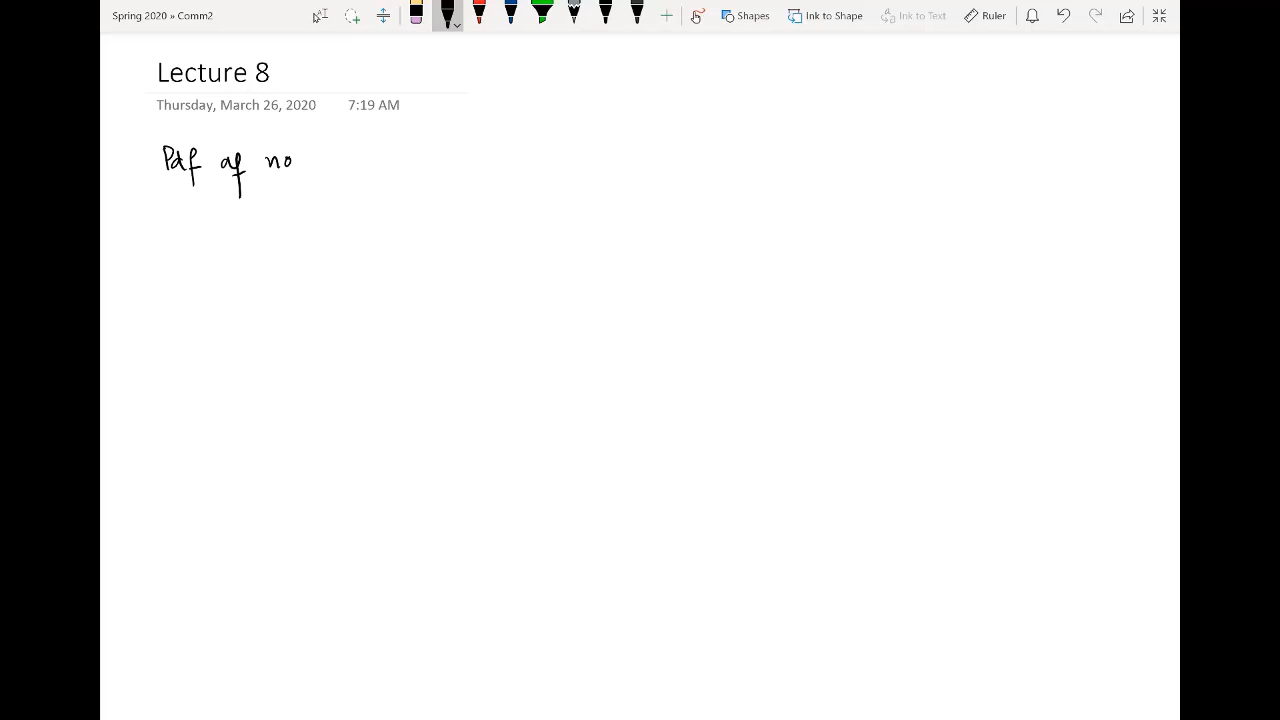 Spring 2020 » Comm2
Shapes
Ink to Shape
Ink to Text
Ruler
Lecture 8
Thursday, March 26, 2020 7:19 AM
Pdf of no